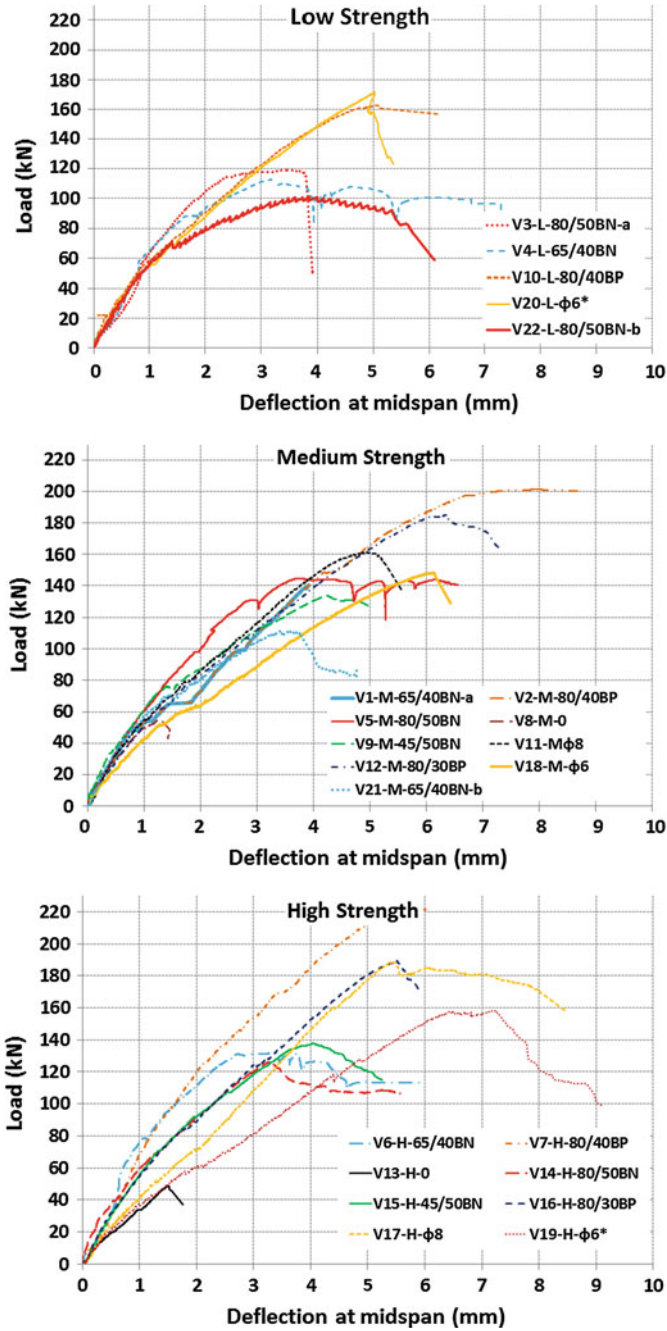 Low Strength
220
200
180
160
140
120
100
80
60
40
20
0
Load (kN)
0 1 2 3 4 5 6 7 8 9 10
Deflection at midspan (mm)
V3-L-80/50BN-a
V4-L-65/40BN
V10-L-80/40BP
V20-L-ϕ6*
V22-L-80/50BN-b
Medium Strength
220
200
180
160
140
120
100
80
60
40
20
0
Load (kN)
0 1 2 3 4 5 6 7 8 9 10
Deflection at midspan (mm)
V1-M-65/40BN-a V2-M-80/40BP
V5-M-80/50BN V8-M-0
V9-M-45/50BN V11-Mϕ8
V12-M-80/30BP V18-M-ϕ6
V21-M-65/40BN-b
High Strength
220
200
180
160
140
120
100
80
60
40
20
0
Load (kN)
0 1 2 3 4 5 6 7 8 9 10
Deflection at midspan (mm)
V6-H-65/40BN V7-H-80/40BP
V13-H-0 V14-H-80/50BN
V15-H-45/50BN V16-H-80/30BP
V17-H-ϕ8 V19-H-ϕ6*